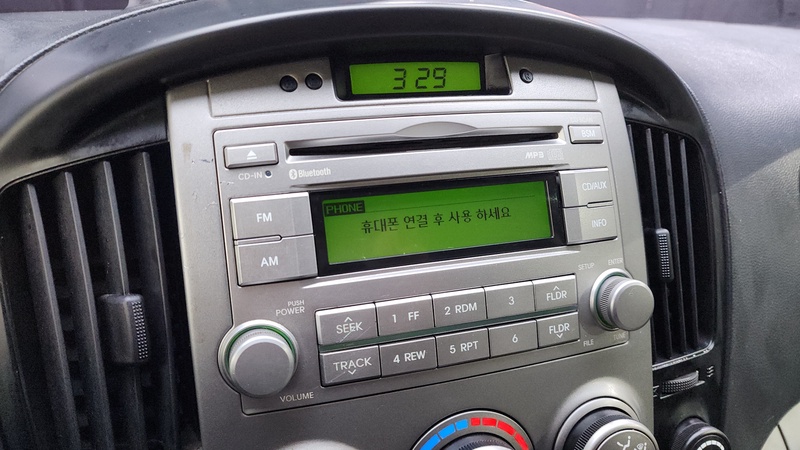 3 29
CD-IN
Bluetooth
MP3
CD/AUX
FM
PHONE
휴대폰 연결 후 사용 하세요
INFO
AM
SETUP
ENTER
PUSH
POWER
SEEK
1 FF
2 RDM
3
FLDR
TRACK
4 REW
5 RPT
6
FLDR
FILE
VOLUME